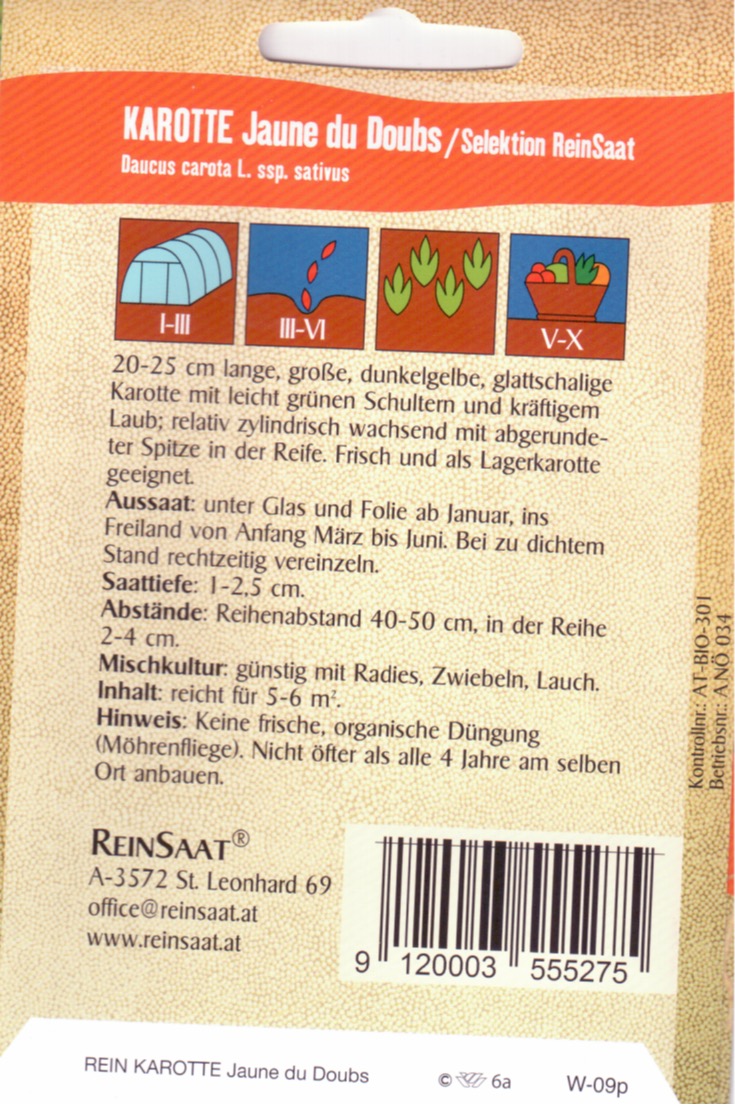 KAROTTE Jaune du Doubs / Selektion ReinSaat
Daucus carota L. ssp. sativus
I-III
III-VI
V-X
20-25 cm lange, große, dunkelgelbe, glattschalige
Karotte mit leicht grünen Schultern und kräftigem
Laub; relativ zylindrisch wachsend mit abgerunde-
ter Spitze in der Reife. Frisch und als Lagerkarotte
geeignet.
Aussaat: unter Glas und Folie ab Januar, ins
Freiland von Anfang März bis Juni. Bei zu dichtem
Stand rechtzeitig vereinzeln.
Saattiefe: 1-2,5 cm.
Abstände: Reihenabstand 40-50 cm, in der Reihe
2-4 cm.
Mischkultur: günstig mit Radies, Zwiebeln, Lauch.
Inhalt: reicht für 5-6 m².
Hinweis: Keine frische, organische Düngung
(Möhrenfliege). Nicht öfter als alle 4 Jahre am selben
Ort anbauen.
Kontrollnr.: AT-BIO-301
Betriebsnr.: A NÖ 034
REINSAAT®
A-3572 St. Leonhard 69
office@reinsaat.at
www.reinsaat.at
9 120003 555275
REIN KAROTTE Jaune du Doubs
© 6a
W-09p